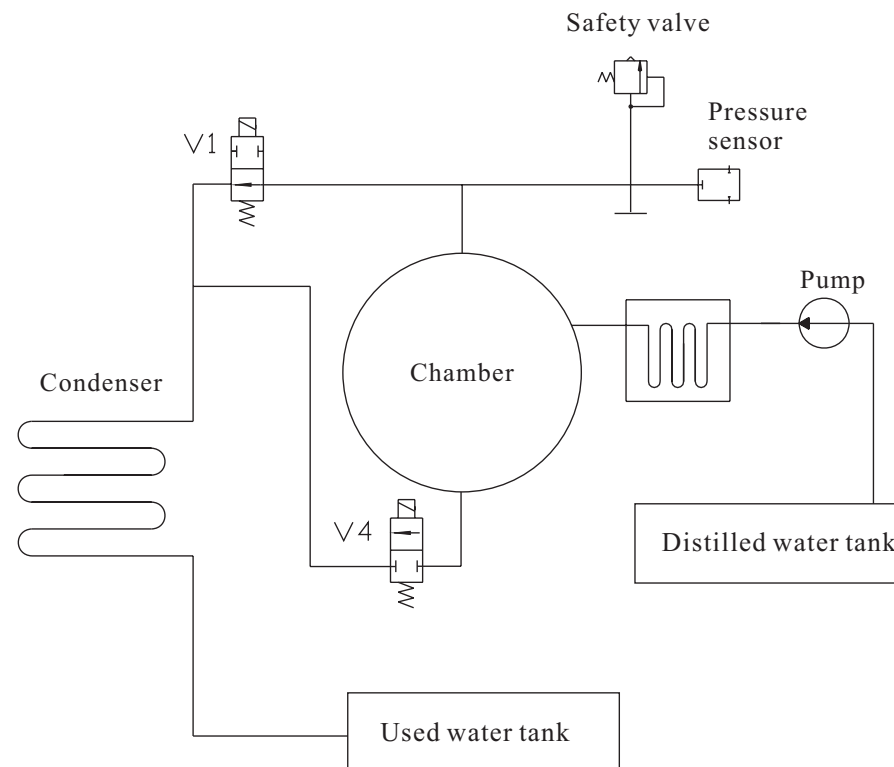 Safety valve
Pressure
sensor
V1
Pump
Condenser
Chamber
V4
Distilled water tank
Used water tank